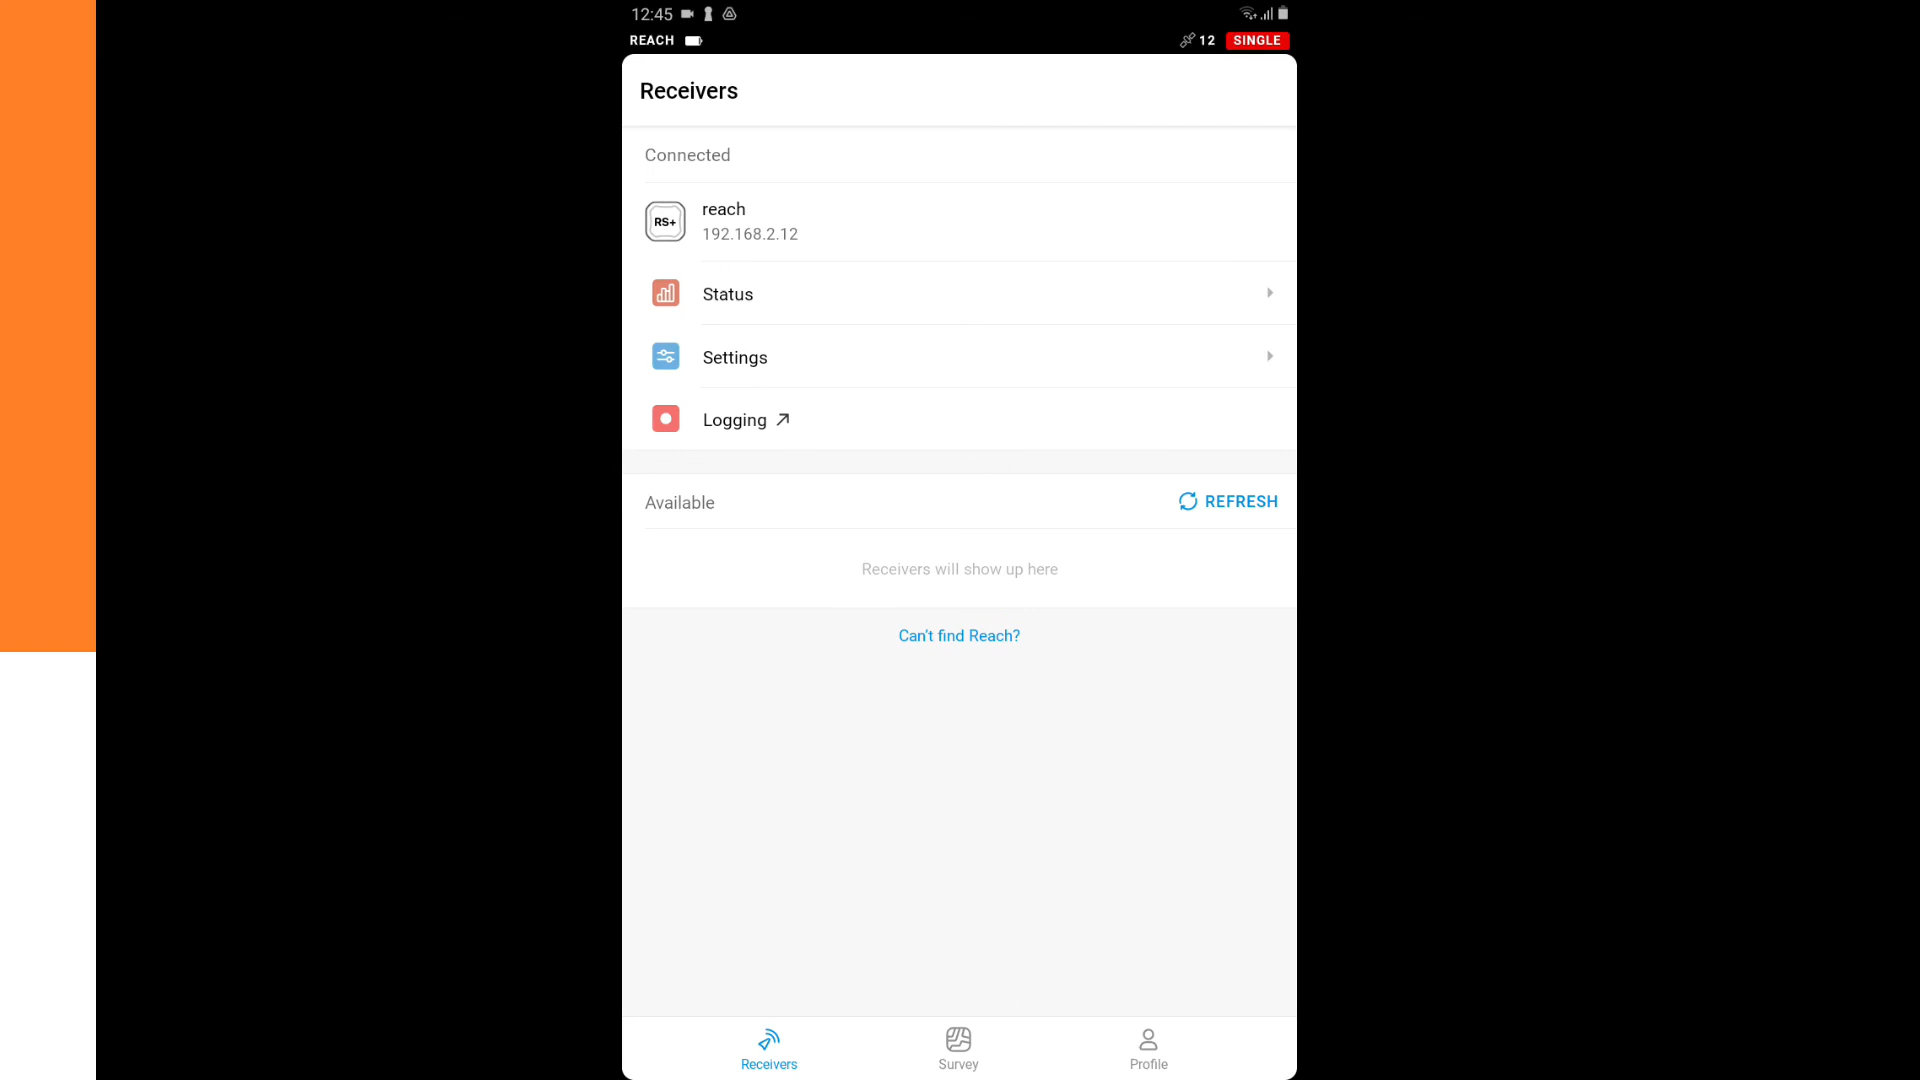 12:45
REACH
12 SINGLE
Receivers
Connected
RS+
reach
192.168.2.12
Status
Settings
Logging
Available
REFRESH
Receivers will show up here
Can't find Reach?
Receivers
Survey
Profile